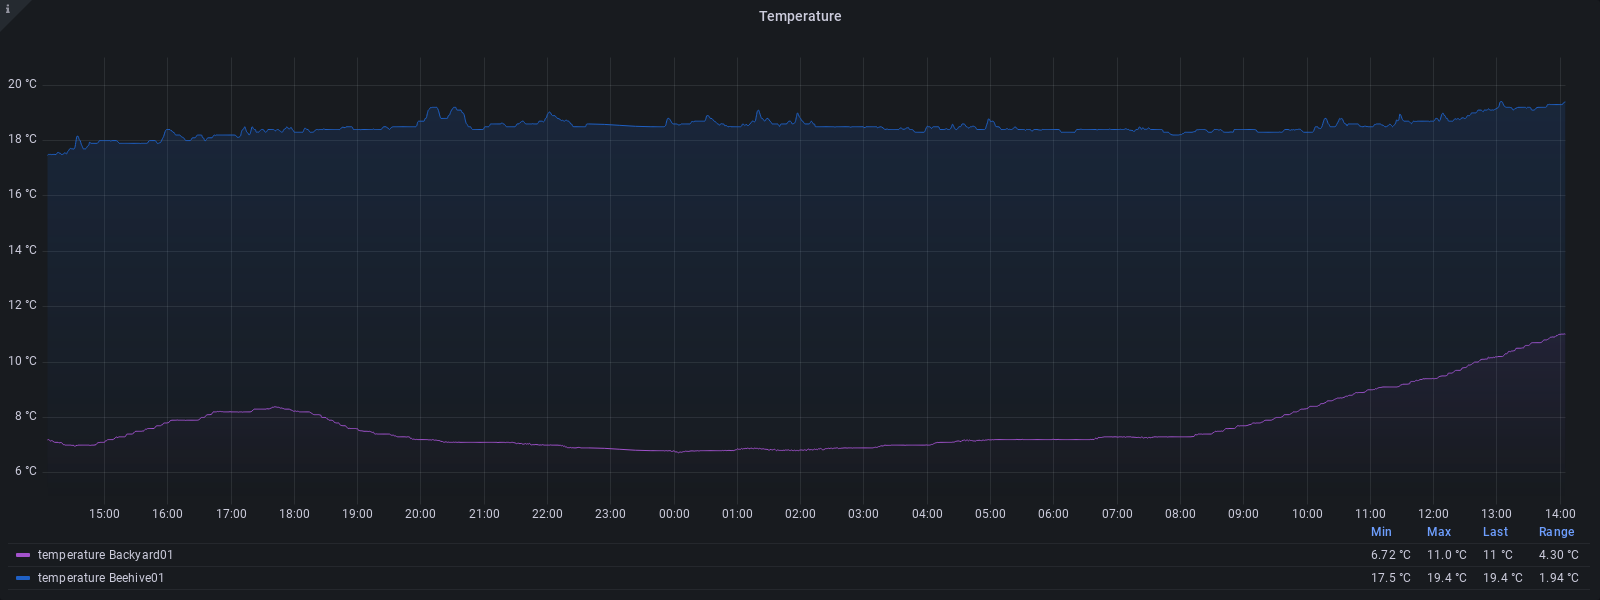 i
Temperature
20 °C
18 °C
16 °C
14 °C
12 °C
10 °C
8 °C
6 °C
15:00 16:00 17:00 18:00 19:00 20:00 21:00 22:00 23:00 00:00 01:00 02:00 03:00 04:00 05:00 06:00 07:00 08:00 09:00 10:00 11:00 12:00 13:00 14:00
Min Max Last Range
temperature Backyard01 6.72 °C 11.0 °C 11 °C 4.30 °C
temperature Beehive01 17.5 °C 19.4 °C 19.4 °C 1.94 °C